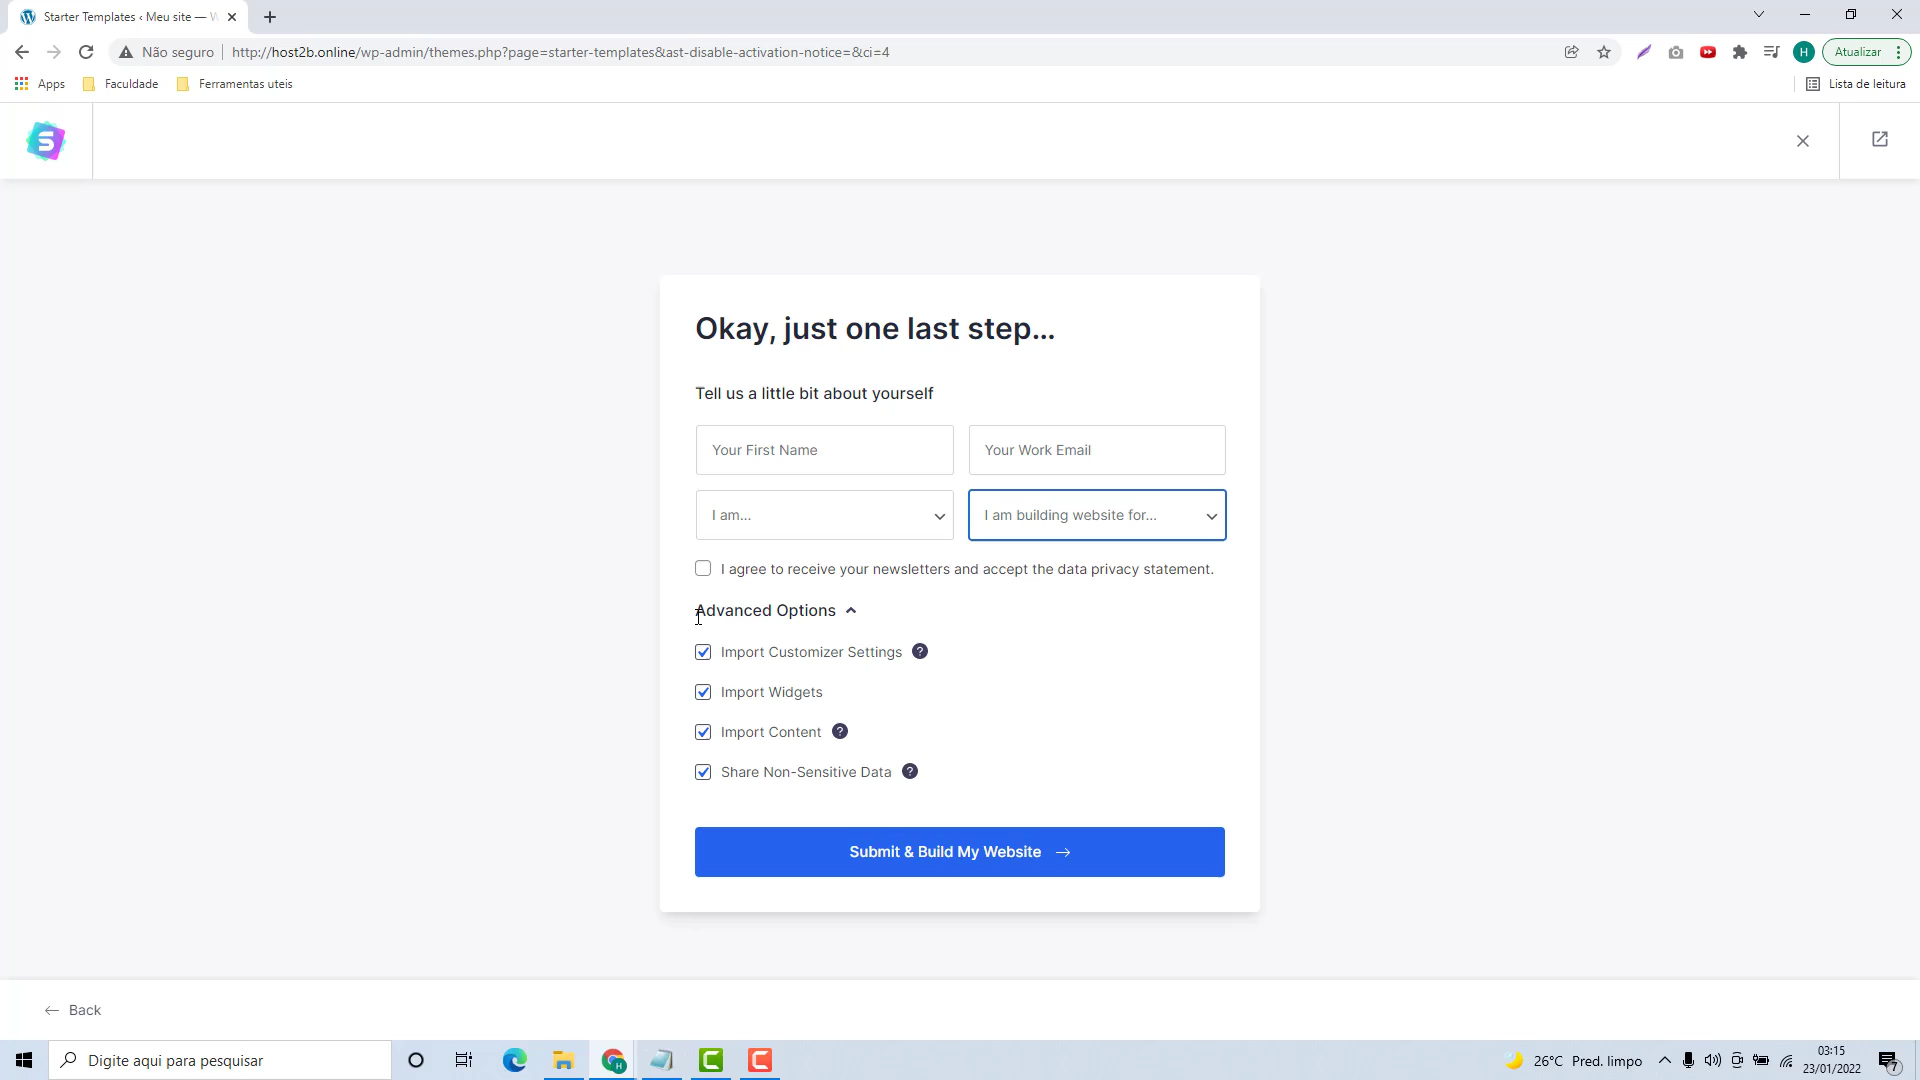 Starter Templates ‹ Meu site — W
Não seguro
http://host2b.online/wp-admin/themes.php?page=starter-templates&ast-disable-activation-notice=&ci=4
H
Atualizar
Apps
Faculdade
Ferramentas uteis
Lista de leitura
S
Okay, just one last step...
Tell us a little bit about yourself
Your First Name
Your Work Email
I am...
I am building website for...
I agree to receive your newsletters and accept the data privacy statement.
Advanced Options
Import Customizer Settings ?
Import Widgets
Import Content ?
Share Non-Sensitive Data ?
Submit & Build My Website →
← Back
Digite aqui para pesquisar
26°C Pred. limpo
03:15
23/01/2022
7